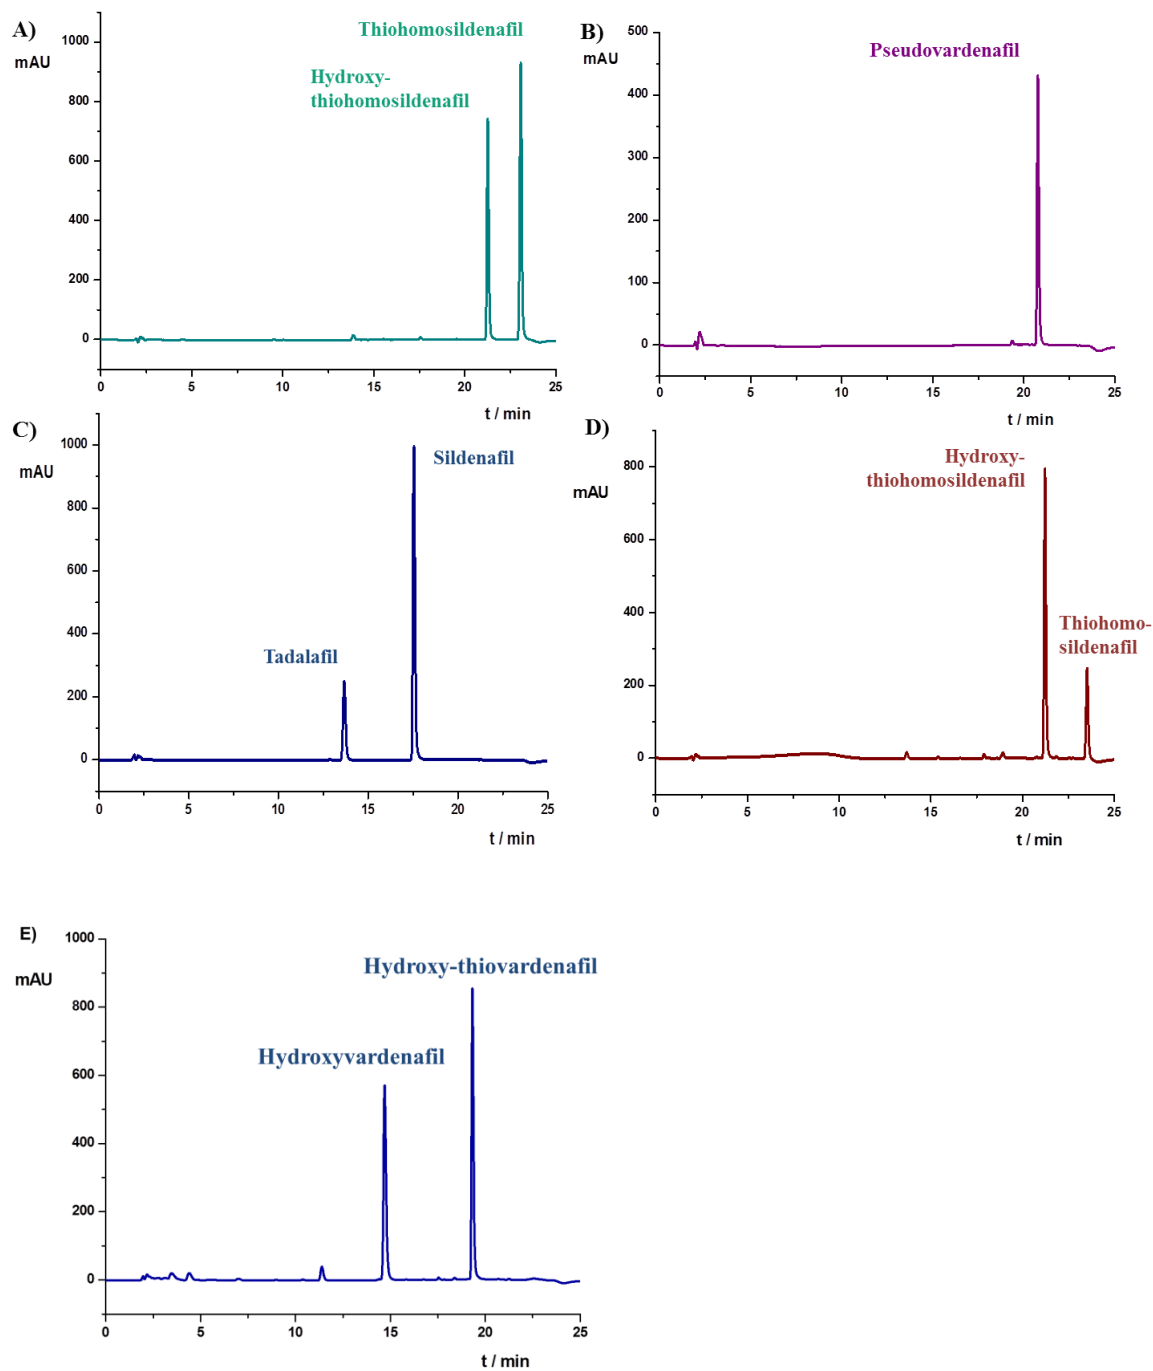 A)
mAU
Thiohomosildenafil
Hydroxy-
thiohomosildenafil
1000
800
600
400
200
0
0 5 10 15 20 25
t / min
B)
mAU
Pseudovardenafil
500
400
300
200
100
0
0 5 10 15 20 25
t / min
C)
mAU
Sildenafil
Tadalafil
1000
800
600
400
200
0
0 5 10 15 20 25
t / min
D)
mAU
Hydroxy-
thiohomosildenafil
Thiohomo-
sildenafil
800
600
400
200
0
0 5 10 15 20 25
t / min
E)
mAU
Hydroxy-thiovardenafil
Hydroxyvardenafil
1000
800
600
400
200
0
0 5 10 15 20 25
t / min